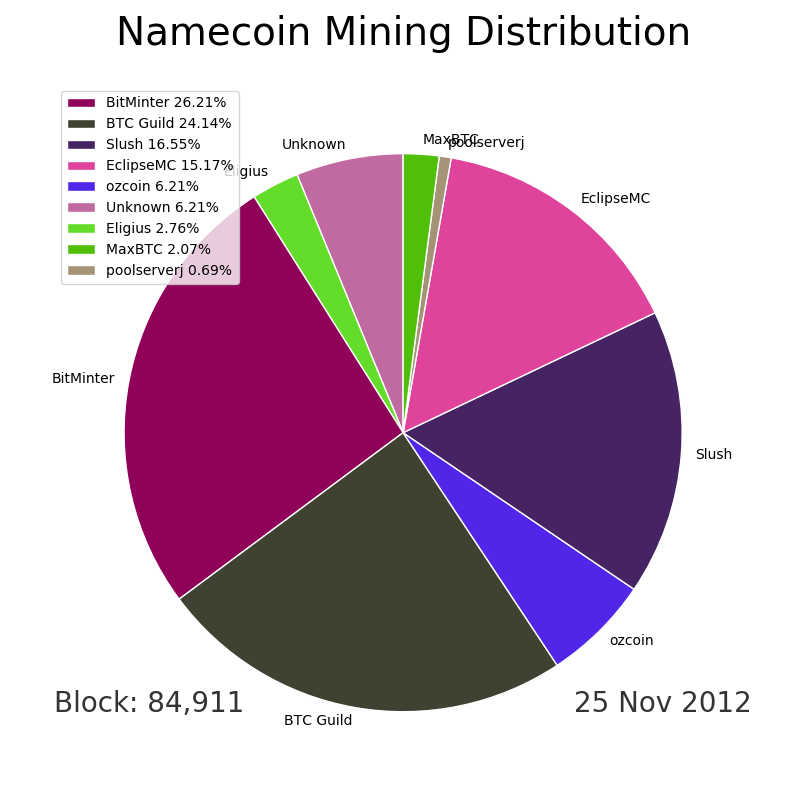 Namecoin Mining Distribution
BitMinter 26.21%
BTC Guild 24.14%
Slush 16.55%
EclipseMC 15.17%
ozcoin 6.21%
Unknown 6.21%
Eligius 2.76%
MaxBTC 2.07%
poolserverj 0.69%
MaxBTC
poolserverj
Unknown
Eligius
EclipseMC
BitMinter
Slush
ozcoin
BTC Guild
Block: 84,911
25 Nov 2012